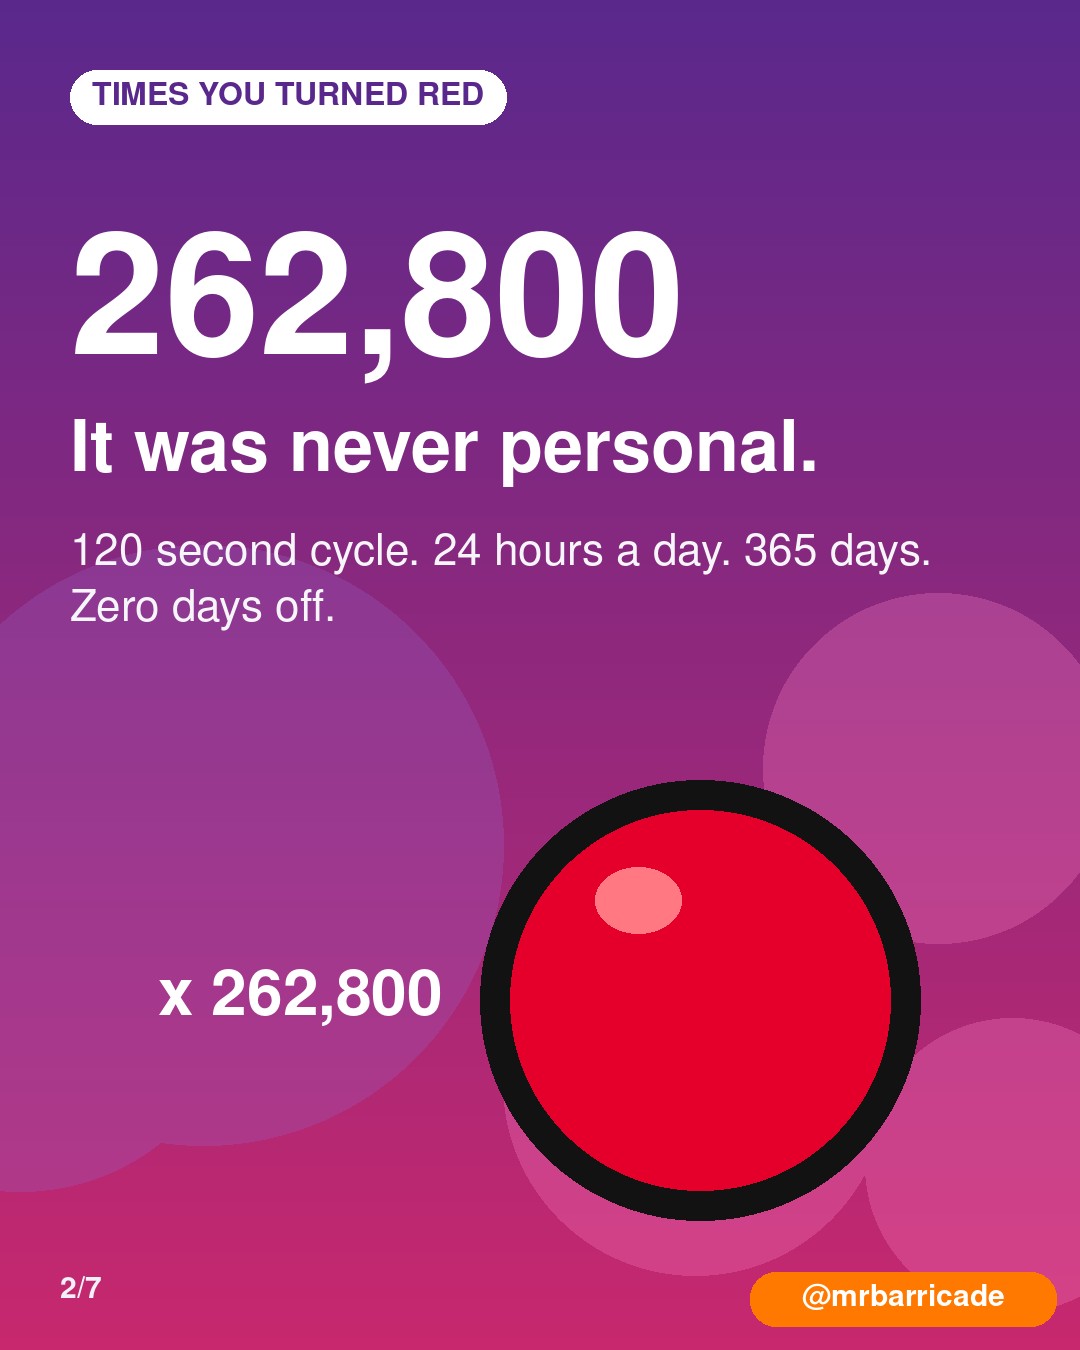 TIMES YOU TURNED RED
262,800
It was never personal.
120 second cycle. 24 hours a day. 365 days.
Zero days off.
x 262,800
2/7
@mrbarricade